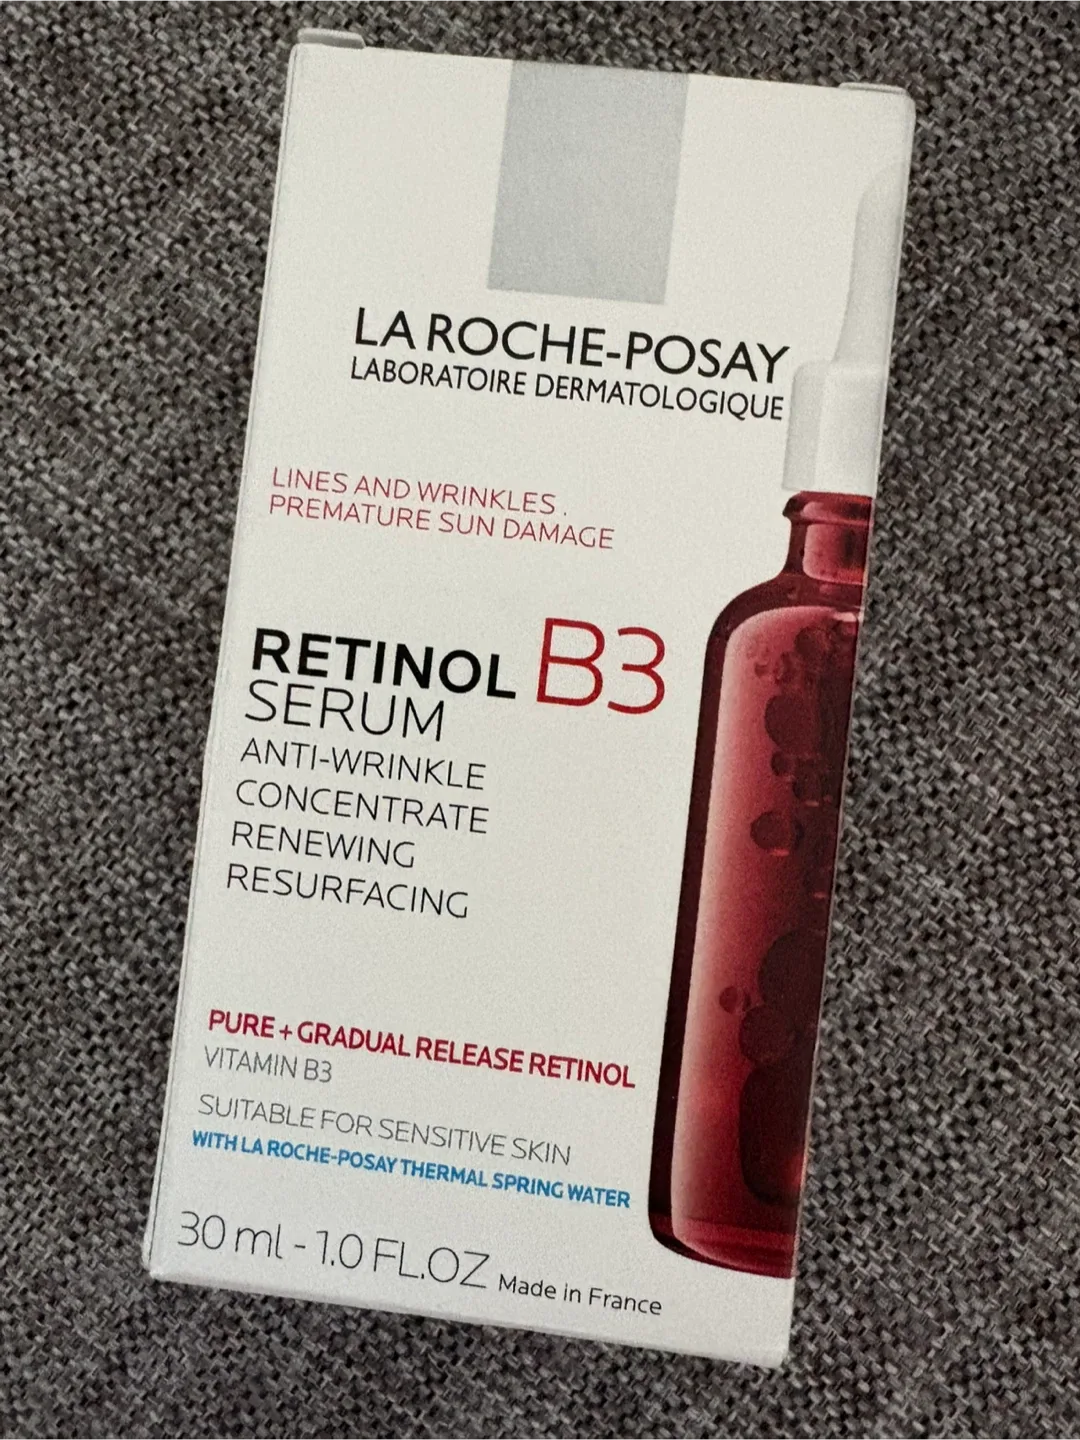 LA ROCHE-POSAY
LABORATOIRE DERMATOLOGIQUE
LINES AND WRINKLES.
PREMATURE SUN DAMAGE
RETINOL B3
SERUM
ANTI-WRINKLE
CONCENTRATE
RENEWING
RESURFACING
PURE + GRADUAL RELEASE RETINOL
VITAMIN B3
SUITABLE FOR SENSITIVE SKIN
WITH LA ROCHE-POSAY THERMAL SPRING WATER
30 ml - 1.0 FL.OZ Made in France